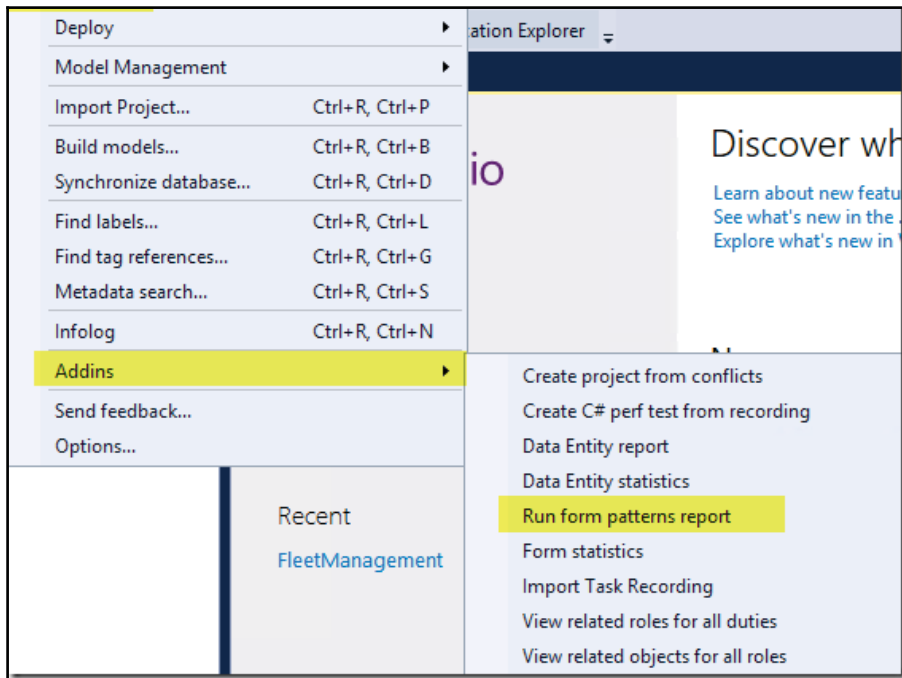 Deploy
ation Explorer
Model Management
Import Project... Ctrl+R, Ctrl+P
Build models... Ctrl+R, Ctrl+B
Synchronize database... Ctrl+R, Ctrl+D
Find labels... Ctrl+R, Ctrl+L
Find tag references... Ctrl+R, Ctrl+G
Metadata search... Ctrl+R, Ctrl+S
Infolog Ctrl+R, Ctrl+N
Addins
Send feedback...
Options...
io
Discover wh
Learn about new featu
See what's new in the .
Explore what's new in
Create project from conflicts
Create C# perf test from recording
Data Entity report
Data Entity statistics
Run form patterns report
Form statistics
Import Task Recording
View related roles for all duties
View related objects for all roles
Recent
FleetManagement